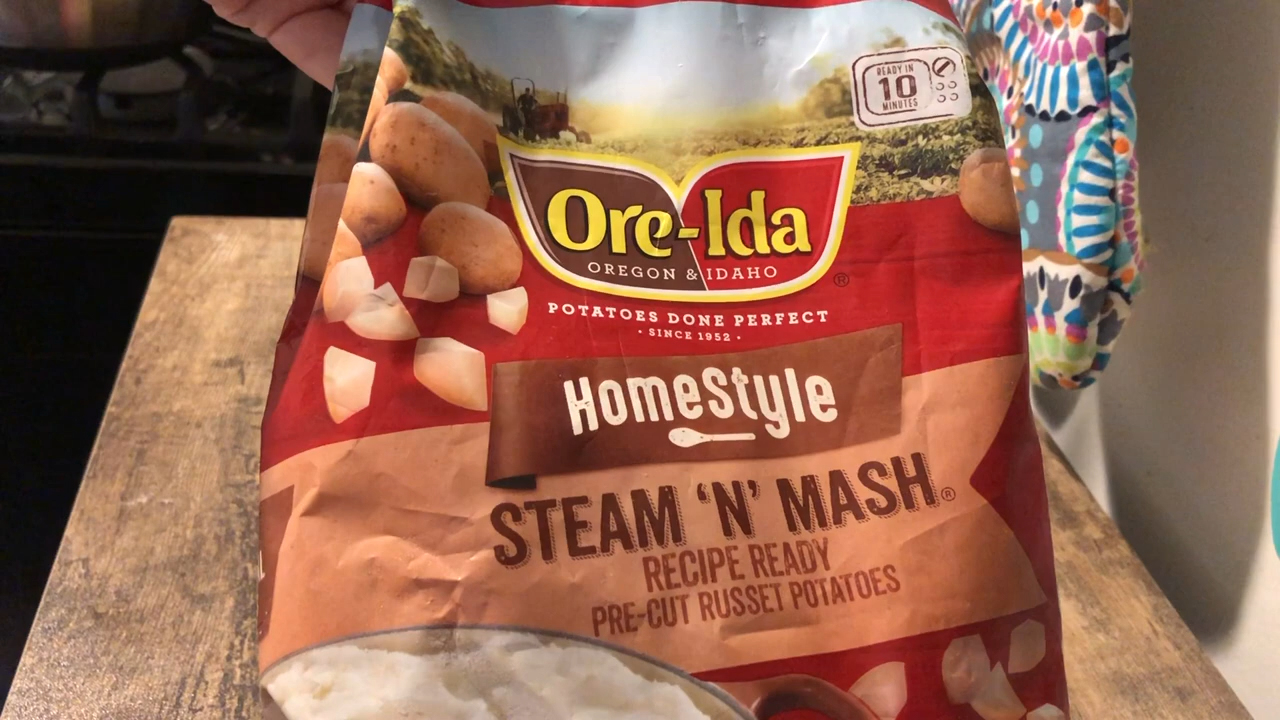 READY IN
10
MINUTES
Ore-Ida
OREGON & IDAHO
®
POTATOES DONE PERFECT
• SINCE 1952 •
HomeStyle
STEAM 'N' MASH®
RECIPE READY
PRE-CUT RUSSET POTATOES